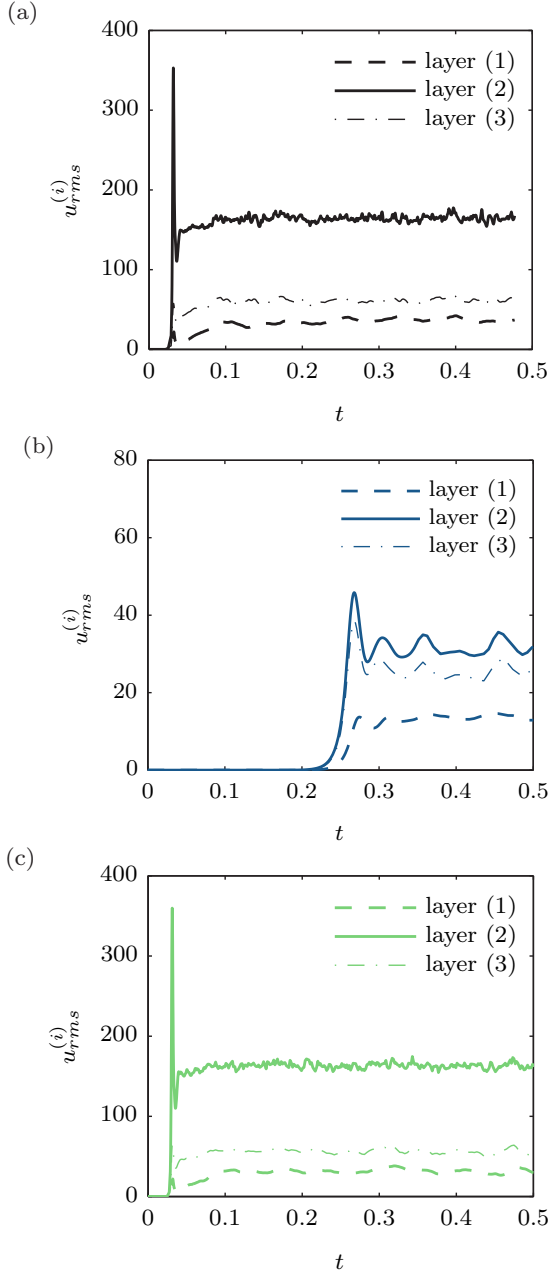 (a)
400
300
200
100
0
u_{rms}^{(i)}
layer (1)
layer (2)
layer (3)
0 0.1 0.2 0.3 0.4 0.5
t
(b)
80
60
40
20
0
u_{rms}^{(i)}
layer (1)
layer (2)
layer (3)
0 0.1 0.2 0.3 0.4 0.5
t
(c)
400
300
200
100
0
u_{rms}^{(i)}
layer (1)
layer (2)
layer (3)
0 0.1 0.2 0.3 0.4 0.5
t